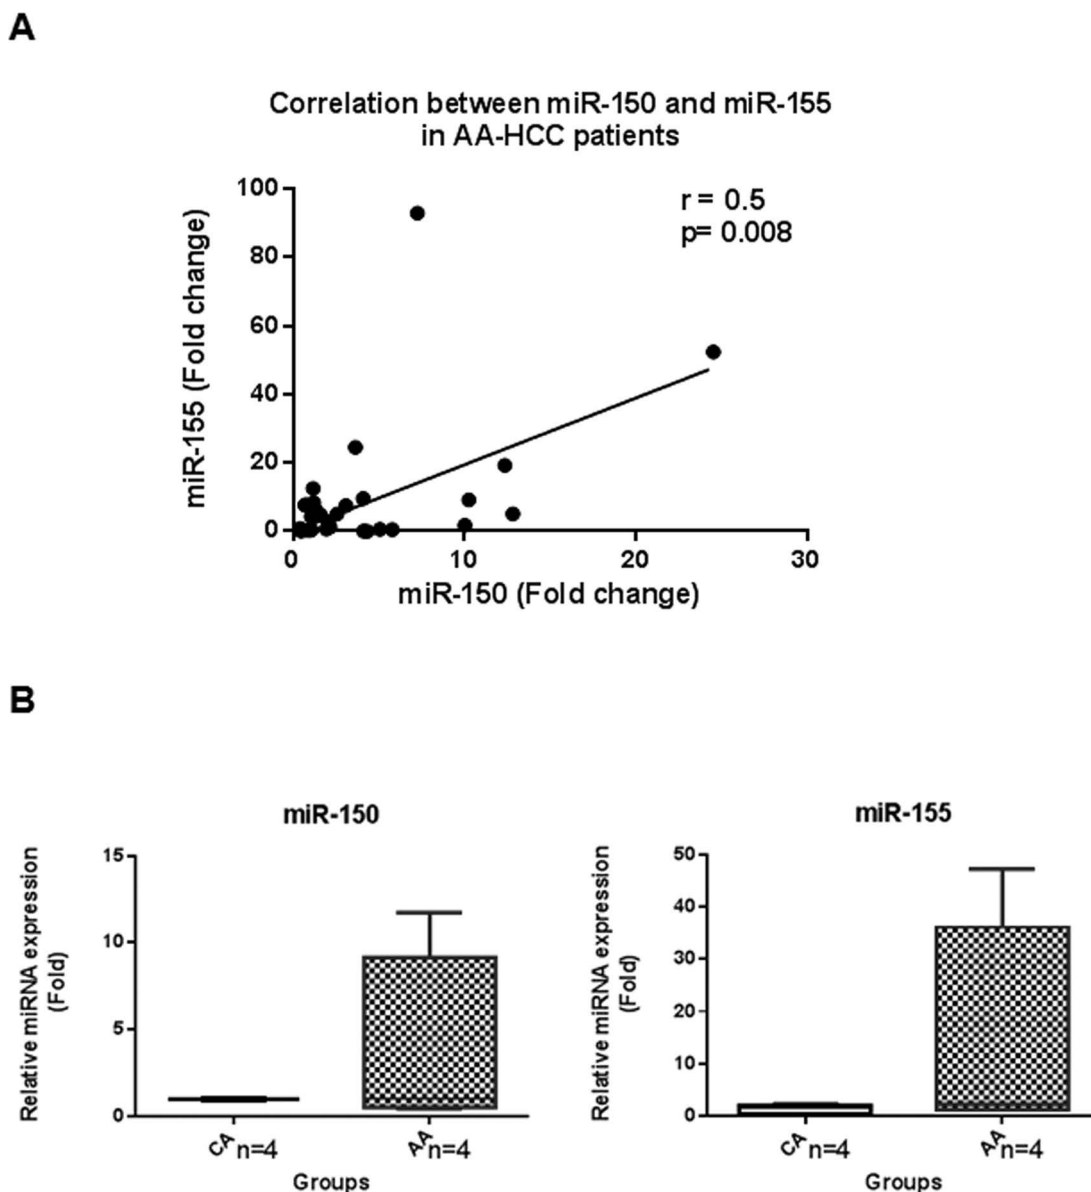 A
Correlation between miR-150 and miR-155
in AA-HCC patients
r = 0.5
p= 0.008
miR-155 (Fold change)
100
80
60
40
20
0
0 10 20 30
miR-150 (Fold change)
B
miR-150
Relative miRNA expression
(Fold)
15
10
5
0
CA n=4
AA n=4
Groups
miR-155
Relative miRNA expression
(Fold)
50
40
30
20
10
0
CA n=4
AA n=4
Groups